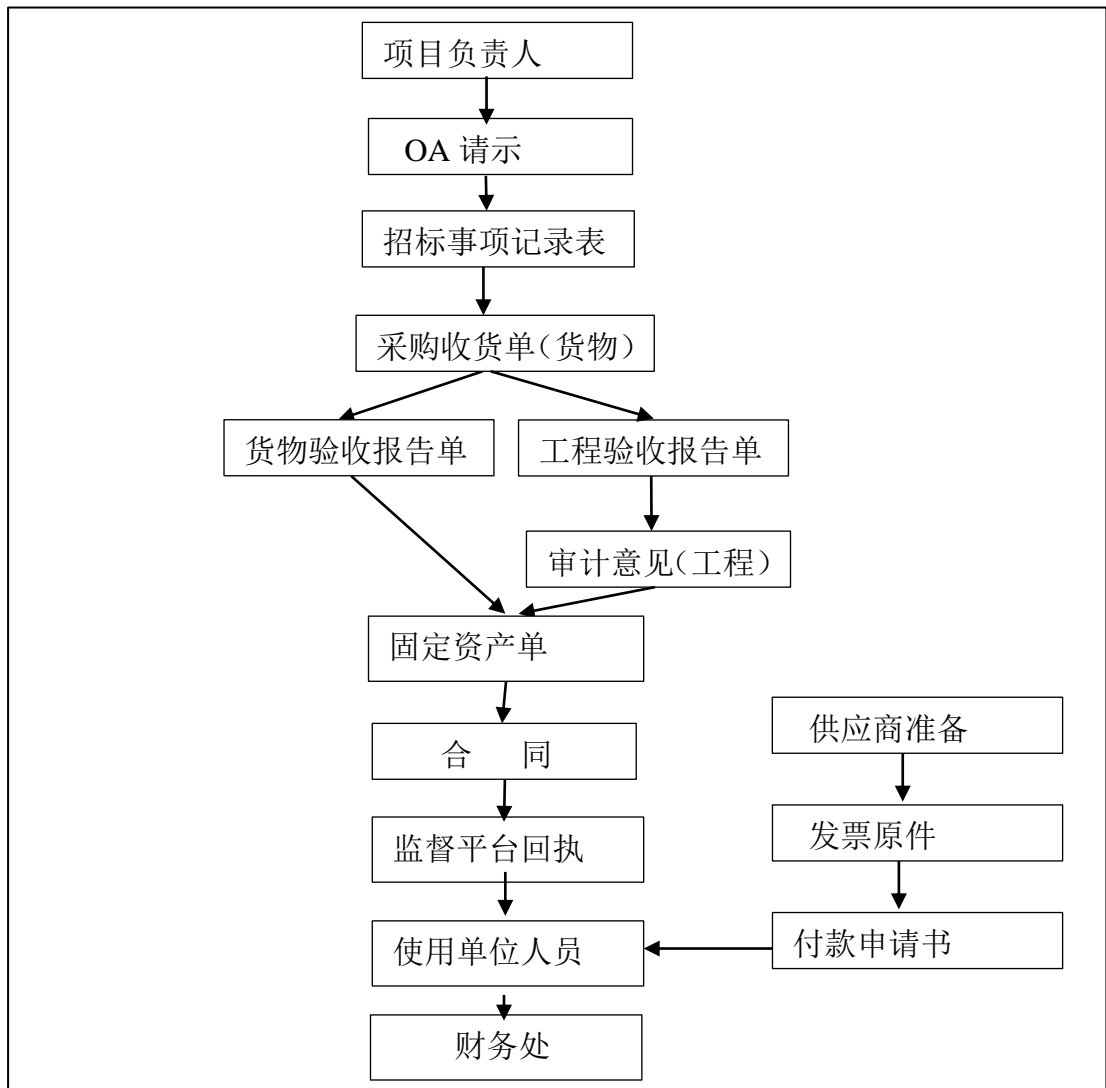 项目负责人
OA 请示
招标事项记录表
采购收货单（货物）
货物验收报告单
工程验收报告单
审计意见（工程）
固定资产单
合 同
监督平台回执
使用单位人员
财务处
供应商准备
发票原件
付款申请书